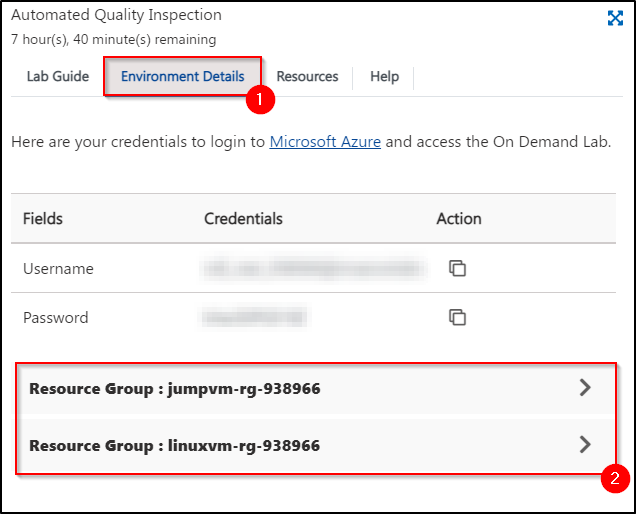 Automated Quality Inspection
7 hour(s), 40 minute(s) remaining
Lab Guide Environment Details Resources Help
1
Here are your credentials to login to Microsoft Azure and access the On Demand Lab.
Fields Credentials Action
Username
Password
Resource Group : jumpvm-rg-938966
Resource Group : linuxvm-rg-938966
2